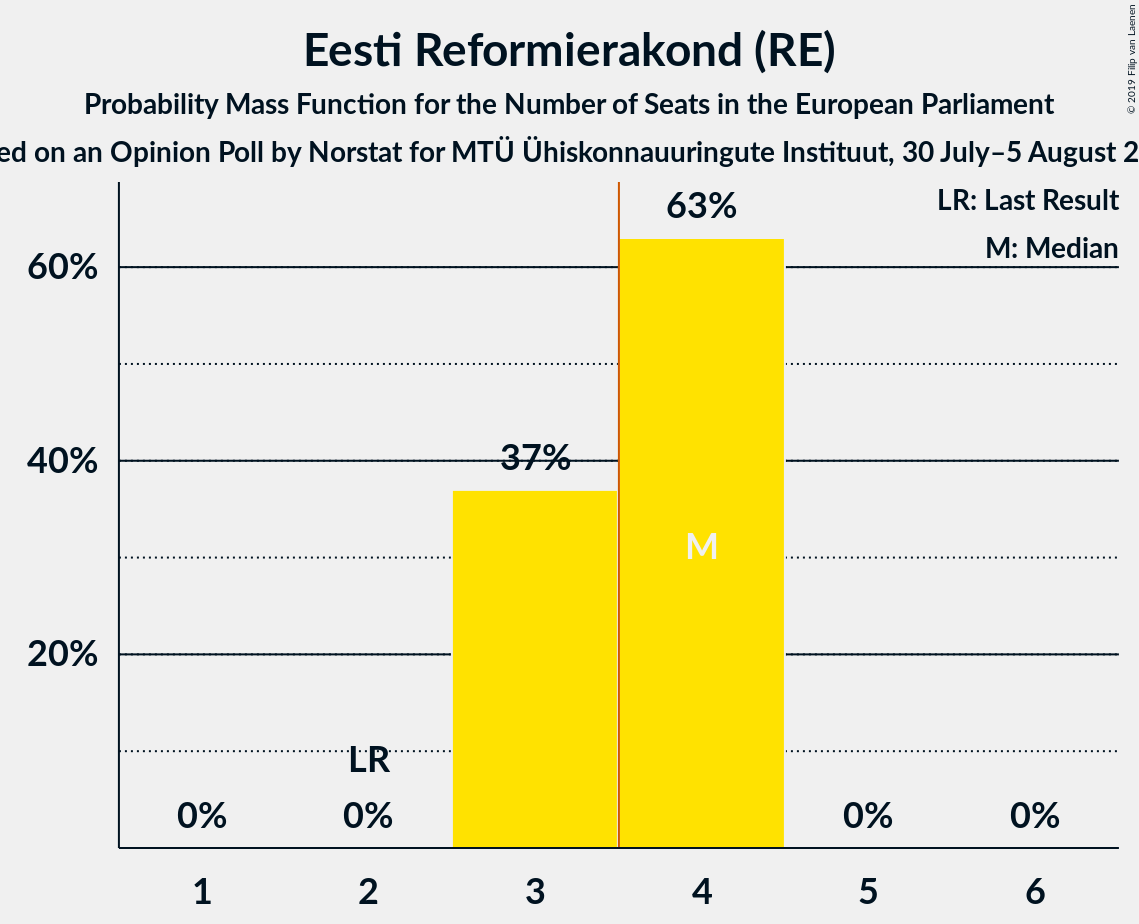 Eesti Reformierakond (RE)
Probability Mass Function for the Number of Seats in the European Parliament
ed on an Opinion Poll by Norstat for MTÜ Ühiskonnauuringute Instituut, 30 July–5 August 2
© 2019 Filip van Laenen
LR: Last Result
M: Median
63%
60%
37%
40%
M
20%
LR
0%
0%
0%
0%
1
2
3
4
5
6